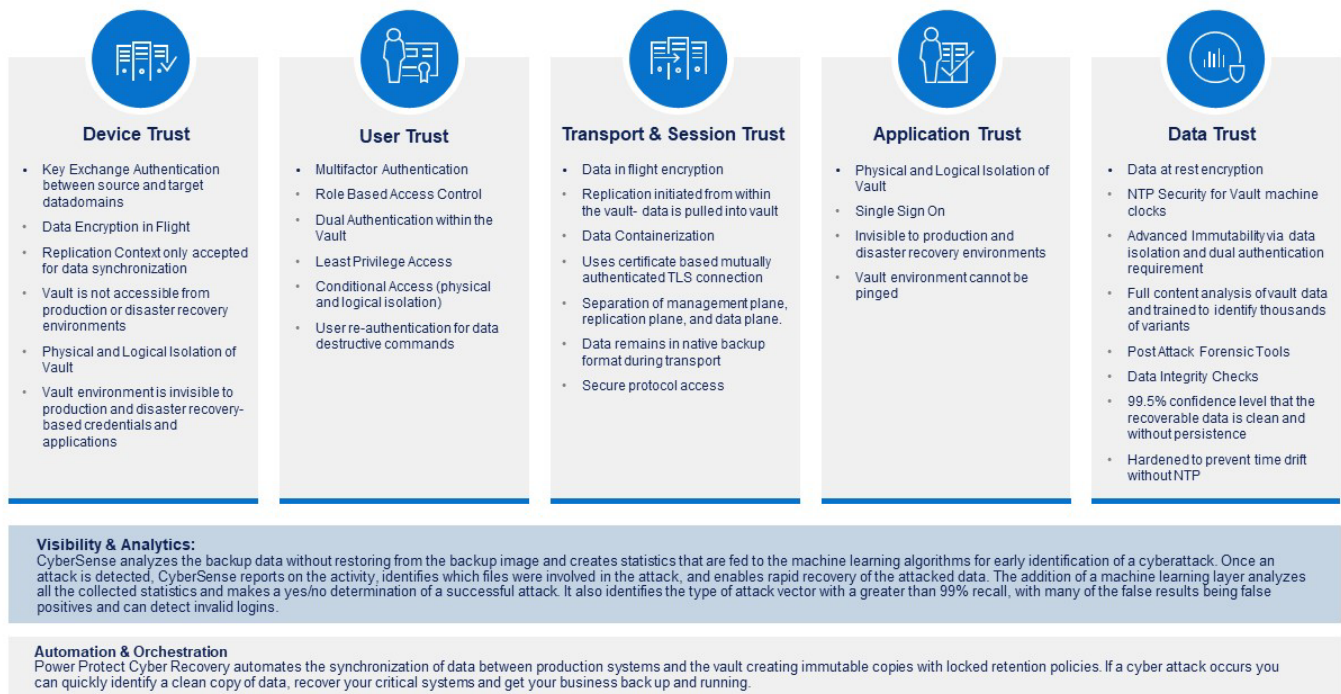 Device Trust
• Key Exchange Authentication
between source and target
datadomains
• Data Encryption in Flight
• Replication Context only accepted
for data synchronization
• Vault is not accessible from
production or disaster recovery
environments
• Physical and Logical Isolation of
Vault
• Vault environment is invisible to
production and disaster recovery-
based credentials and
applications
User Trust
• Multifactor Authentication
• Role Based Access Control
• Dual Authentication within the
Vault
• Least Privilege Access
• Conditional Access (physical
and logical isolation)
• User re-authentication for data
destructive commands
Transport & Session Trust
• Data in flight encryption
• Replication initiated from within
the vault- data is pulled into vault
• Data Containerization
• Uses certificate based mutually
authenticated TLS connection
• Separation of management plane,
replication plane, and data plane.
• Data remains in native backup
format during transport
• Secure protocol access
Application Trust
• Physical and Logical Isolation of
Vault
• Single Sign On
• Invisible to production and
disaster recovery environments
• Vault environment cannot be
pinged
Data Trust
• Data at rest encryption
• NTP Security for Vault machine
clocks
• Advanced Immutability via data
isolation and dual authentication
requirement
• Full content analysis of vault data
and trained to identify thousands
of variants
• Post Attack Forensic Tools
• Data Integrity Checks
• 99.5% confidence level that the
recoverable data is clean and
without persistence
• Hardened to prevent time drift
without NTP
Visibility & Analytics:
CyberSense analyzes the backup data without restoring from the backup image and creates statistics that are fed to the machine learning algorithms for early identification of a cyberattack. Once an
attack is detected, CyberSense reports on the activity, identifies which files were involved in the attack, and enables rapid recovery of the attacked data. The addition of a machine learning layer analyzes
all the collected statistics and makes a yes/no determination of a successful attack. It also identifies the type of attack vector with a greater than 99% recall, with many of the false results being false
positives and can detect invalid logins.
Automation & Orchestration
Power Protect Cyber Recovery automates the synchronization of data between production systems and the vault creating immutable copies with locked retention policies. If a cyber attack occurs you
can quickly identify a clean copy of data, recover your critical systems and get your business back up and running.